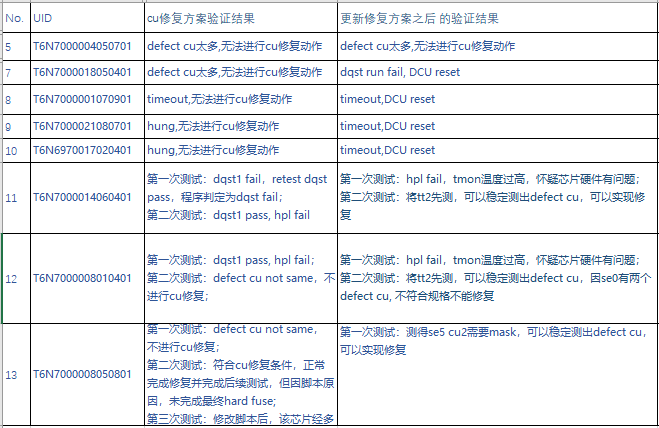 No. UID cu修复方案验证结果 更新修复方案之后 的验证结果
5 T6N7000004050701 defect cu太多,无法进行cu修复动作 defect cu太多,无法进行cu修复动作
7 T6N7000018050401 defect cu太多,无法进行cu修复动作 dqst run fail, DCU reset
8 T6N7000001070901 timeout,无法进行cu修复动作 timeout,DCU reset
9 T6N7000021080701 hung,无法进行cu修复动作 timeout,DCU reset
10 T6N6970017020401 hung,无法进行cu修复动作 timeout,DCU reset
11 T6N7000014060401
第一次测试：dqst1 fail，retest dqst
pass，程序判定为dqst fail；
第二次测试：dqst1 pass, hpl fail
第一次测试：hpl fail，tmon温度过高，怀疑芯片硬件有问题；
第二次测试：将tt2先测，可以稳定测出defect cu，可以实现修
复
12 T6N7000008010401
第一次测试：dqst1 pass, hpl fail；
第二次测试：defect cu not same，不
进行cu修复；
第一次测试：hpl fail，tmon温度过高，怀疑芯片硬件有问题；
第二次测试：将tt2先测，可以稳定测出defect cu，因se0有两个
defect cu, 不符合规格不能修复
13 T6N7000008050801
第一次测试：defect cu not same，
不进行cu修复；
第二次测试：符合cu修复条件，正常
完成修复并完成后续测试，但因脚本原
因，未完成最终hard fuse；
第三次测试：修改脚本后，该芯片经多
第一次测试：测得se5 cu2需要mask，可以稳定测出defect cu，
可以实现修复